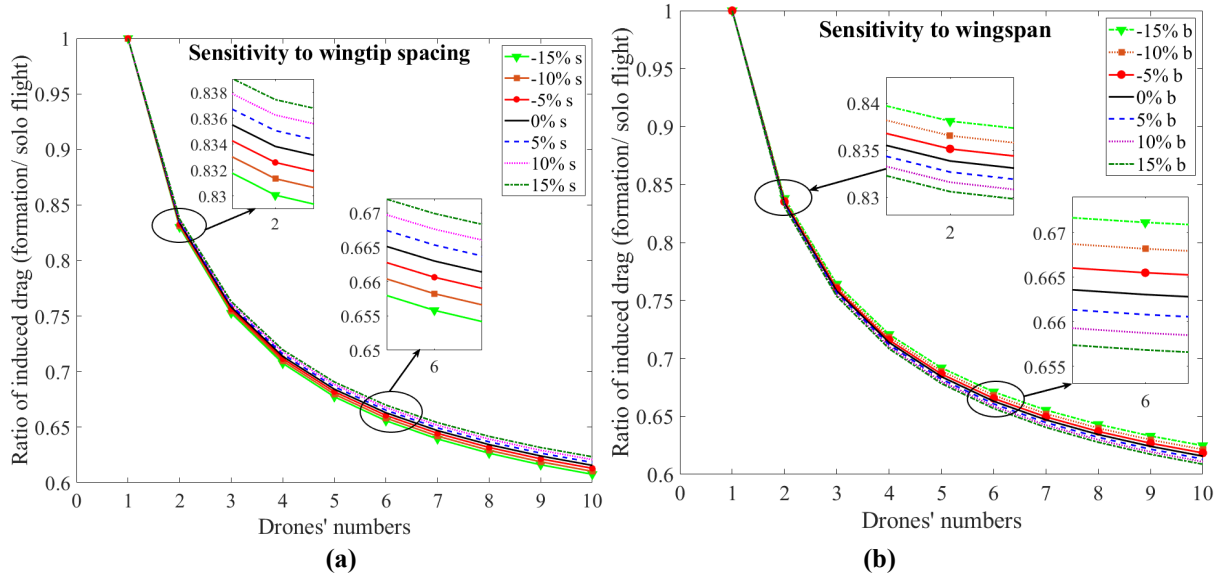 Sensitivity to wingtip spacing
Ratio of induced drag (formation/ solo flight)
1
0.95
0.9
0.85
0.8
0.75
0.7
0.65
0.6
0 1 2 3 4 5 6 7 8 9 10
Drones' numbers
-15% s
-10% s
-5% s
0% s
5% s
10% s
15% s
0.838
0.836
0.834
0.832
0.83
2
0.67
0.665
0.66
0.655
0.65
6
(a)
Sensitivity to wingspan
Ratio of induced drag (formation/ solo flight)
1
0.95
0.9
0.85
0.8
0.75
0.7
0.65
0.6
0 1 2 3 4 5 6 7 8 9 10
Drones' numbers
-15% b
-10% b
-5% b
0% b
5% b
10% b
15% b
0.84
0.835
0.83
2
0.67
0.665
0.66
0.655
6
(b)